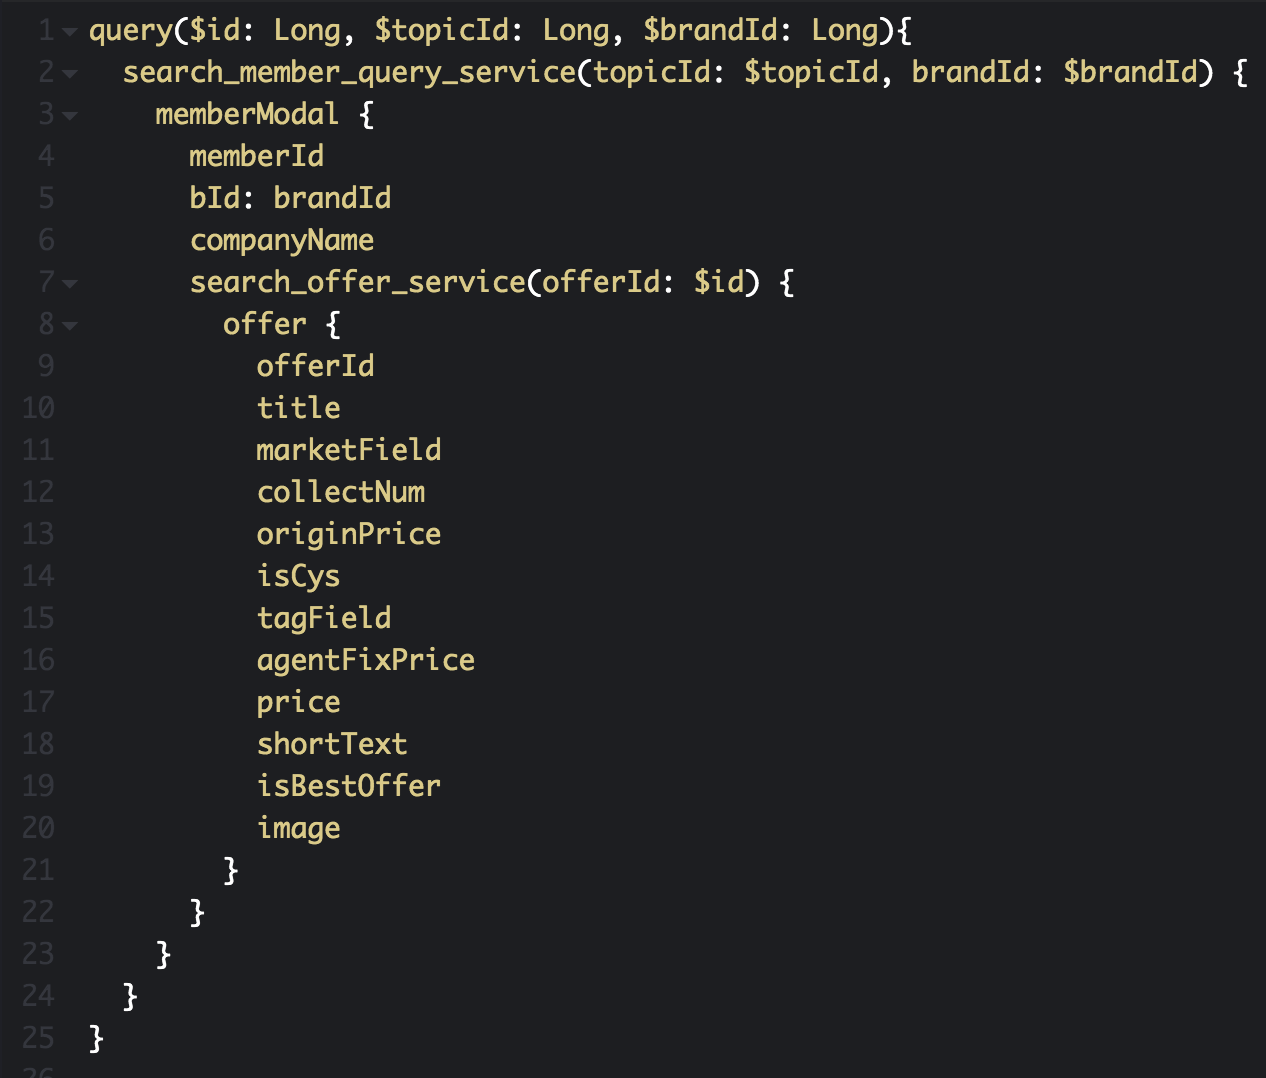 1 query($id: Long, $topicId: Long, $brandId: Long){
2 search_member_query_service(topicId: $topicId, brandId: $brandId) {
3 memberModal {
4 memberId
5 bId: brandId
6 companyName
7 search_offer_service(offerId: $id) {
8 offer {
9 offerId
10 title
11 marketField
12 collectNum
13 originPrice
14 isCys
15 tagField
16 agentFixPrice
17 price
18 shortText
19 isBestOffer
20 image
21 }
22 }
23 }
24 }
25 }
26